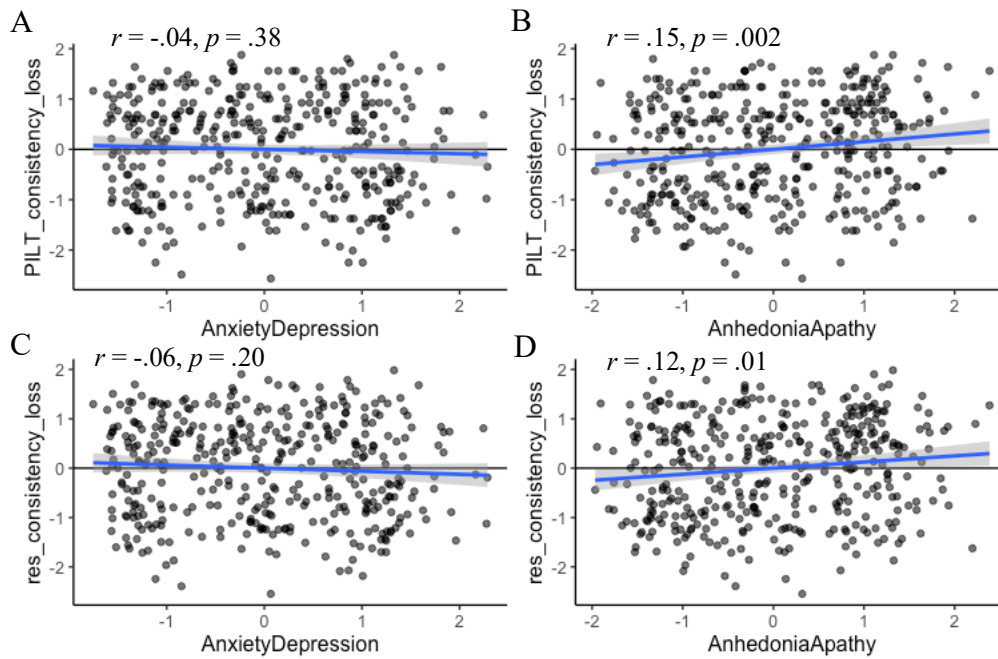 A
r = -.04, p = .38
PILT_consistency_loss
2
1
0
-1
-2
-1 0 1 2
AnxietyDepression
B
r = .15, p = .002
PILT_consistency_loss
2
1
0
-1
-2
-2 -1 0 1 2
AnhedoniaApathy
C
r = -.06, p = .20
res_consistency_loss
2
1
0
-1
-2
-1 0 1 2
AnxietyDepression
D
r = .12, p = .01
res_consistency_loss
2
1
0
-1
-2
-2 -1 0 1 2
AnhedoniaApathy